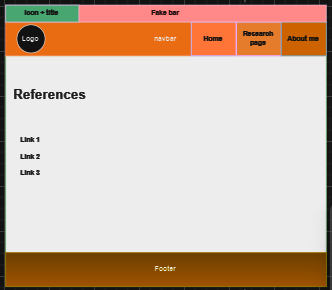 Icon + title
Fake bar
Logo
navbar
Home
Research
page
About me
References
Link 1
Link 2
Link 3
Footer